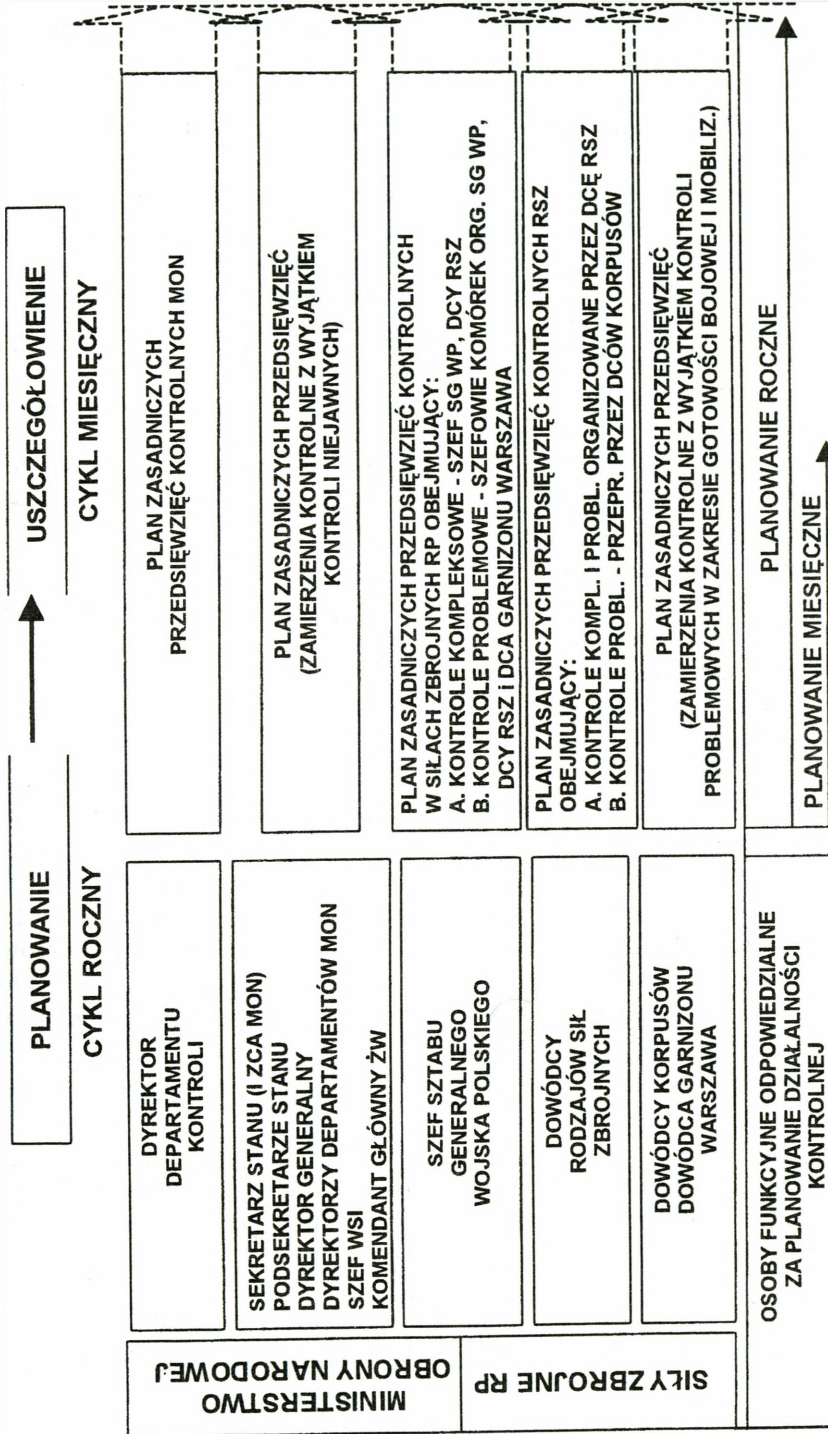 PLANOWANIE
USZCZEGÓŁOWIENIE
CYKL ROCZNY
CYKL MIESIĘCZNY
MINISTERSTWO
OBRONY NARODOWEJ
DYREKTOR
DEPARTAMENTU
KONTROLI
PLAN ZASADNICZYCH
PRZEDSIĘWZIĘĆ KONTROLNYCH MON
SEKRETARZ STANU (I ZCA MON)
PODSEKRETARZE STANU
DYREKTOR GENERALNY
DYREKTORZY DEPARTAMENTÓW MON
SZEF WSI
KOMENDANT GŁÓWNY ŻW
PLAN ZASADNICZYCH PRZEDSIĘWZIĘĆ
(ZAMIERZENIA KONTROLNE Z WYJĄTKIEM
KONTROLI NIEJAWNYCH)
SIŁY ZBROJNE RP
SZEF SZTABU
GENERALNEGO
WOJSKA POLSKIEGO
PLAN ZASADNICZYCH PRZEDSIĘWZIĘĆ KONTROLNYCH
W SIŁACH ZBROJNYCH RP OBEJMUJĄCY:
A. KONTROLE KOMPLEKSOWE - SZEF SG WP, DCY RSZ
B. KONTROLE PROBLEMOWE - SZEFOWIE KOMÓREK ORG. SG WP,
DCY RSZ i DCA GARNIZONU WARSZAWA
DOWÓDCY
RODZAJÓW SIŁ
ZBROJNYCH
PLAN ZASADNICZYCH PRZEDSIĘWZIĘĆ KONTROLNYCH RSZ
OBEJMUJĄCY:
A. KONTROLE KOMPL. I PROBL. ORGANIZOWANE PRZEZ DCĘ RSZ
B. KONTROLE PROBL. - PRZEPR. PRZEZ DCÓW KORPUSÓW
DOWÓDCY KORPUSÓW
DOWÓDCA GARNIZONU
WARSZAWA
PLAN ZASADNICZYCH PRZEDSIĘWZIĘĆ
(ZAMIERZENIA KONTROLNE Z WYJĄTKIEM KONTROLI
PROBLEMOWYCH W ZAKRESIE GOTOWOŚCI BOJOWEJ I MOBILIZ.)
OSOBY FUNKCYJNE ODPOWIEDZIALNE
ZA PLANOWANIE DZIAŁALNOŚCI
KONTROLNEJ
PLANOWANIE ROCZNE
PLANOWANIE MIESIĘCZNE